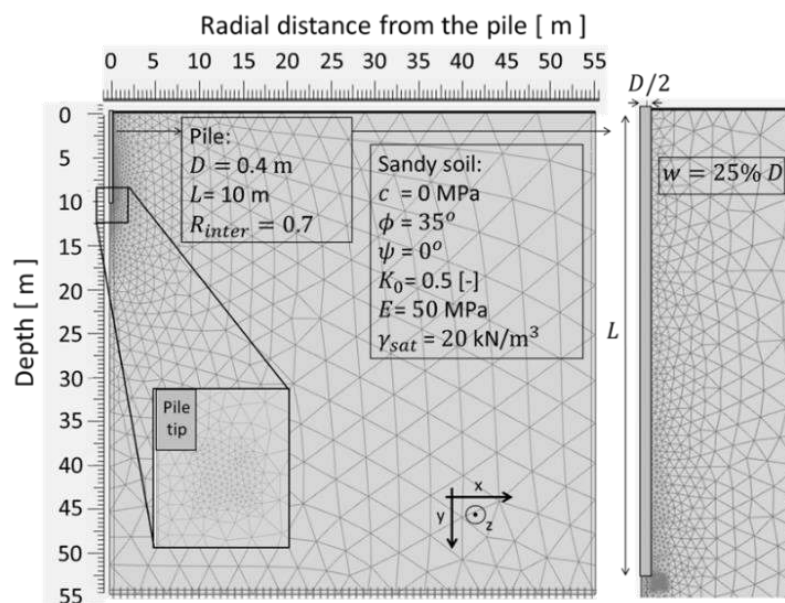 Radial distance from the pile [ m ]
0 5 10 15 20 25 30 35 40 45 50 55
D/2
0
5
10
15
20
25
30
35
40
45
50
55
Depth [ m ]
Pile:
D = 0.4 m
L= 10 m
R_inter = 0.7
Sandy soil:
c = 0 MPa
ϕ = 35°
ψ = 0°
K₀= 0.5 [-]
E= 50 MPa
γ_sat = 20 kN/m³
w = 25% D
L
Pile
tip
x
y
z